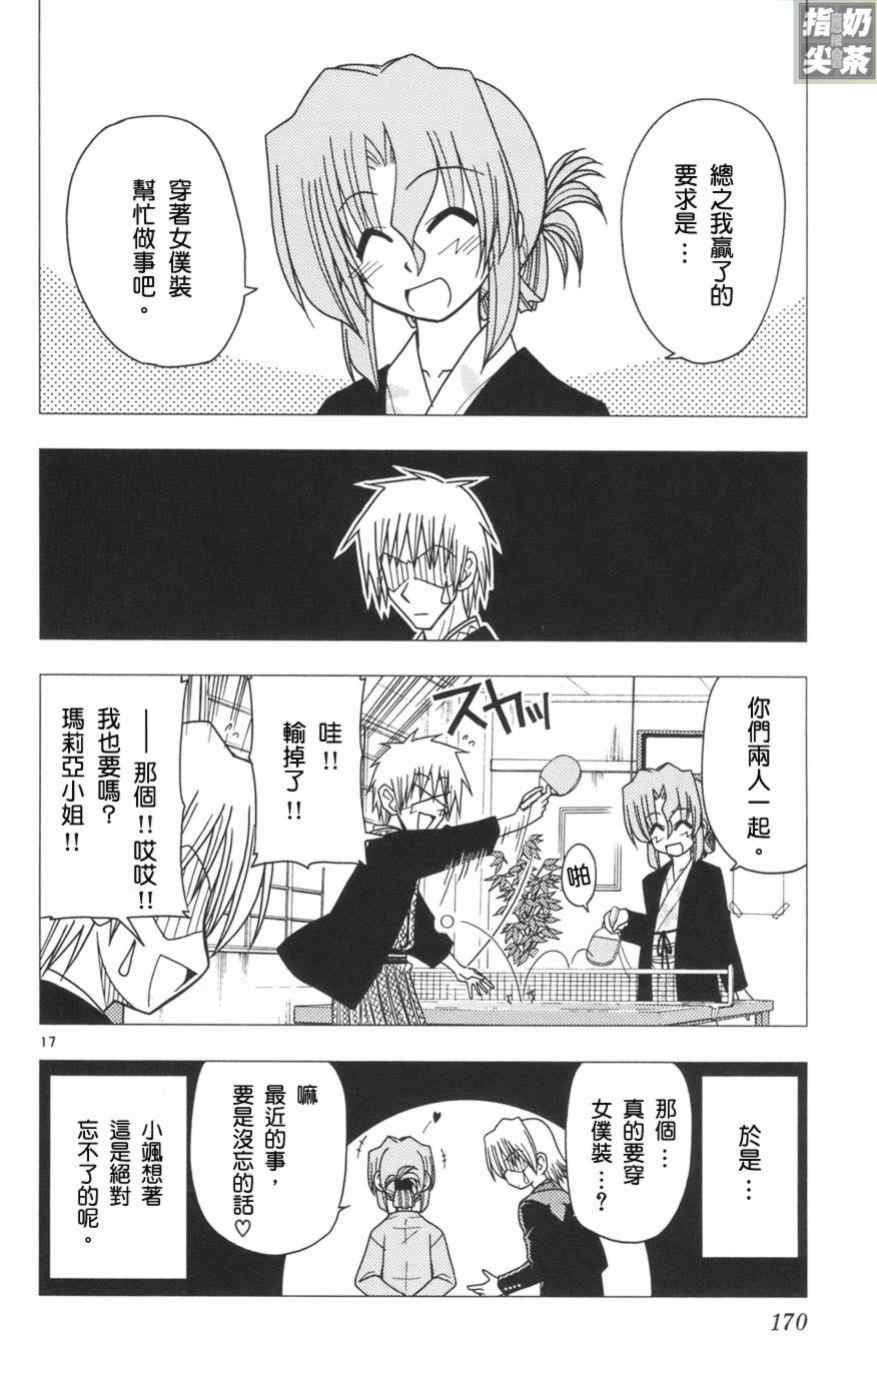 指尖
奶茶
總之我贏了的
要求是…
穿著女僕裝
幫忙做事吧。
你們兩人一起。
啪
スカッ
哇!!
輸掉了!!
——那個!!哎哎!!
我也要嗎?
瑪莉亞小姐!!
17
於是…
那個…
真的要穿
女僕裝…?
嘛
最近的事,
要是沒忘的話♡
小颯想著
這是絕對
忘不了的呢。
170